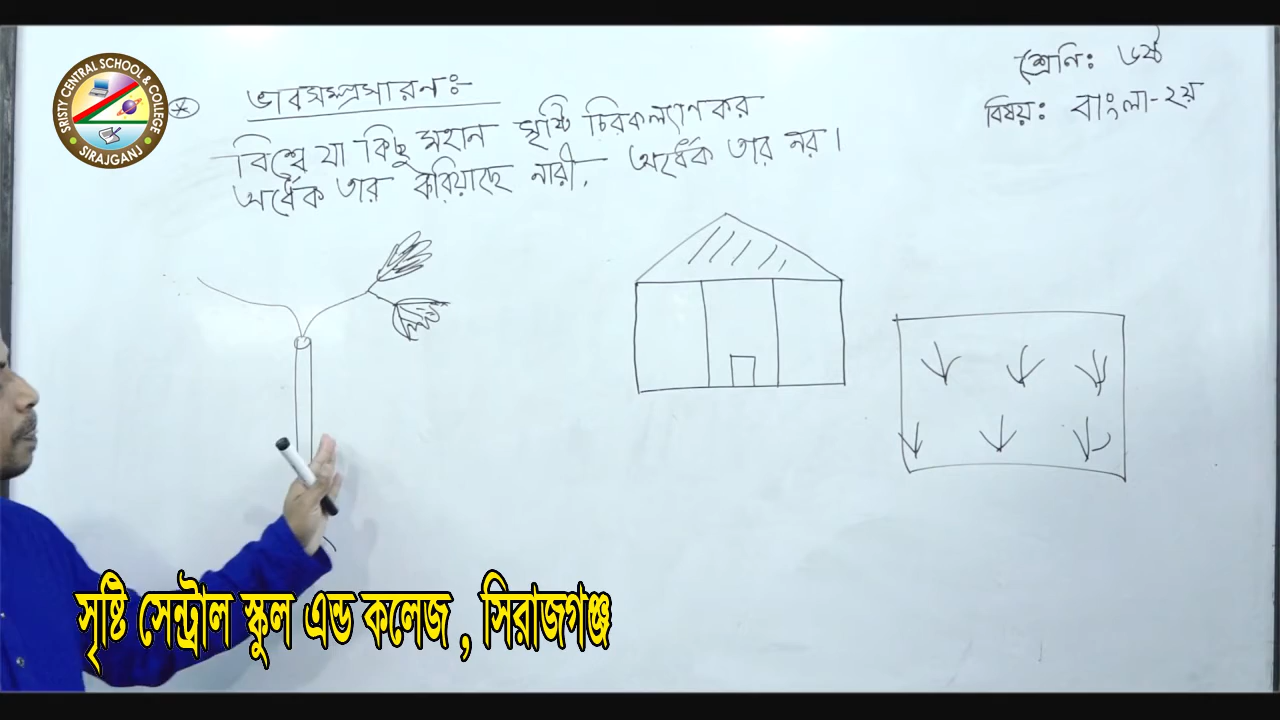 SRISTY CENTRAL SCHOOL & COLLEGE
SIRAJGANJ
শ্রেণি: ৬ষ্ঠ
বিষয়: বাংলা-২য়
ভাবসম্প্রসারণ:-
বিশ্বে যা কিছু মহান সৃষ্টি চিরকল্যাণকর
অর্ধেক তার করিয়াছে নারী, অর্ধেক তার নর।
সৃষ্টি সেন্ট্রাল স্কুল এন্ড কলেজ , সিরাজগঞ্জ